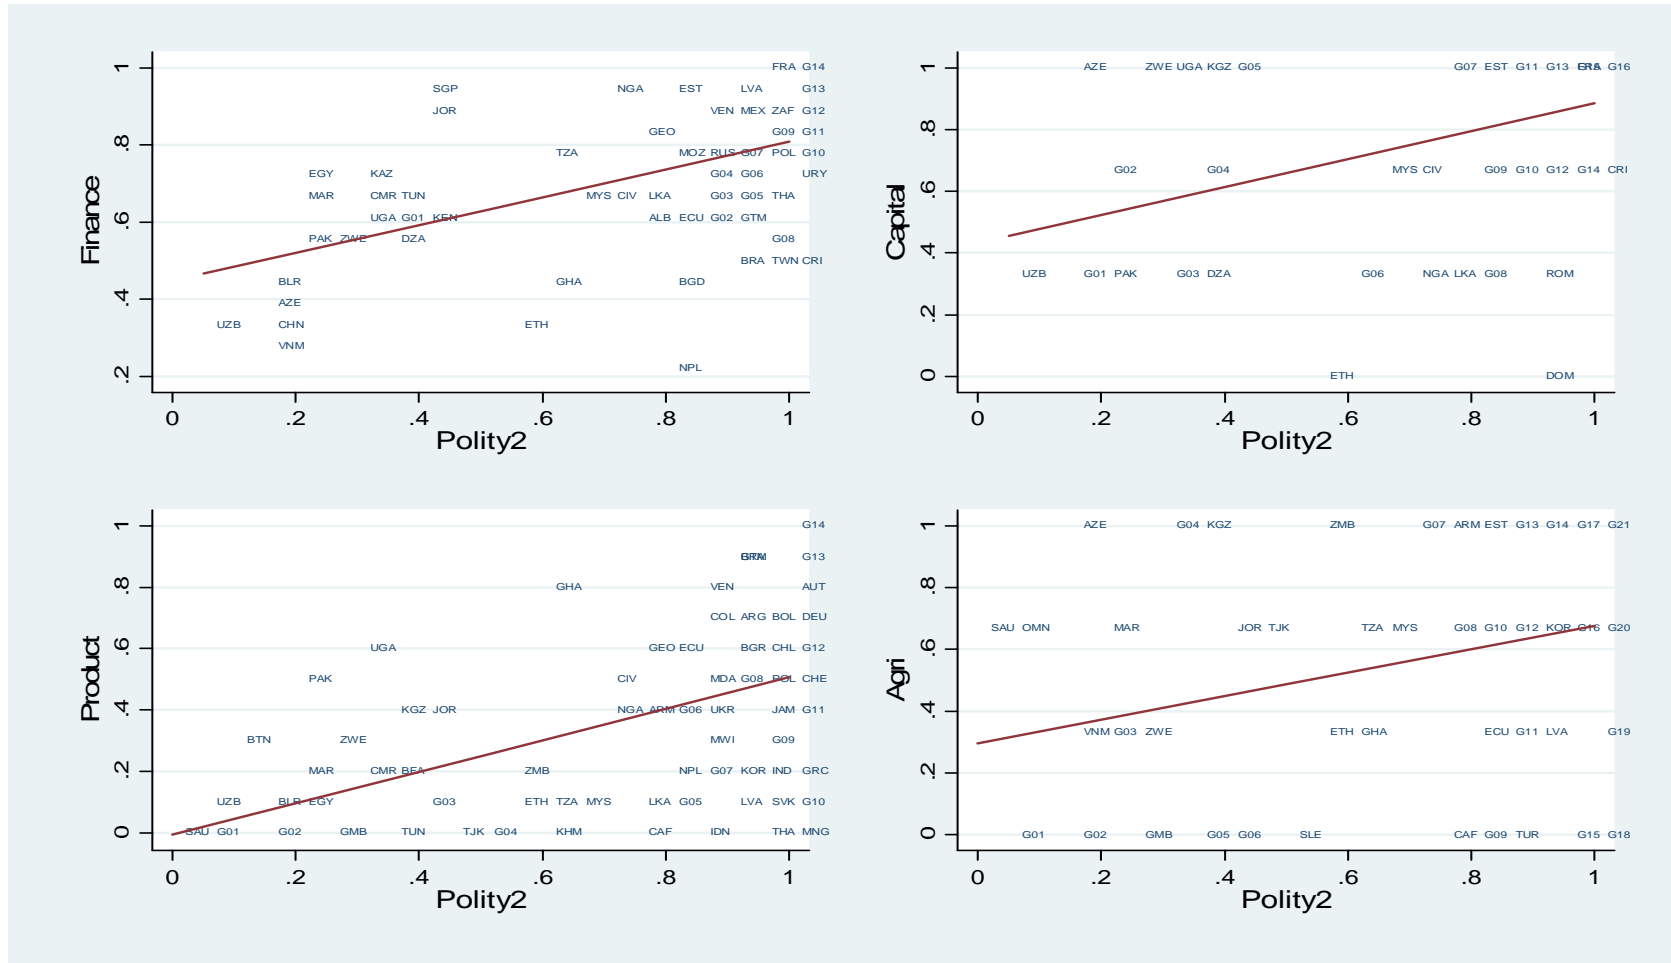 1
FRA G14
SGP NGA EST LVA G13
JOR VEN MEX ZAF G12
GEO G09 G11
.8
TZA MOZ RUS G07 POL G10
EGY KAZ G04 G06 URY
MAR CMR TUN MYS CIV LKA G03 G05 THA
.6
UGA G01 KEN ALB ECU G02 GTM
PAK ZWE DZA G08
BRA TWN CRI
BLR GHA BGD
.4
AZE
UZB CHN ETH
VNM
NPL
.2
Finance
0 .2 .4 .6 .8 1
Polity2
1
AZE ZWE UGA KGZ G05 G07 EST G11 G13 G16
.8
G02 G04 MYS CIV G09 G10 G12 G14 CRI
.6
.4
UZB G01 PAK G03 DZA G06 NGA LKA G08 ROM
.2
0
ETH DOM
Capital
0 .2 .4 .6 .8 1
Polity2
1
G14
G13
.8
GHA VEN AUT
COL ARG BOL DEU
.6
UGA GEO ECU BGR CHL G12
PAK CIV MDA G08 POL CHE
.4
KGZ JOR NGA ARM G06 UKR JAM G11
BTN ZWE MWI G09
.2
MAR CMR BFA ZMB NPL G07 KOR IND GRC
UZB BLR EGY G03 ETH TZA MYS LKA G05 LVA SVK G10
0
SAU G01 G02 GMB TUN TJK G04 KHM CAF IDN THA MNG
Product
0 .2 .4 .6 .8 1
Polity2
1
AZE G04 KGZ ZMB G07 ARM EST G13 G14 G17 G21
.8
SAU OMN MAR JOR TJK TZA MYS G08 G10 G12 KOR G16 G20
.6
.4
VNM G03 ZWE ETH GHA ECU G11 LVA G19
.2
0
G01 G02 GMB G05 G06 SLE CAF G09 TUR G15 G18
Agri
0 .2 .4 .6 .8 1
Polity2